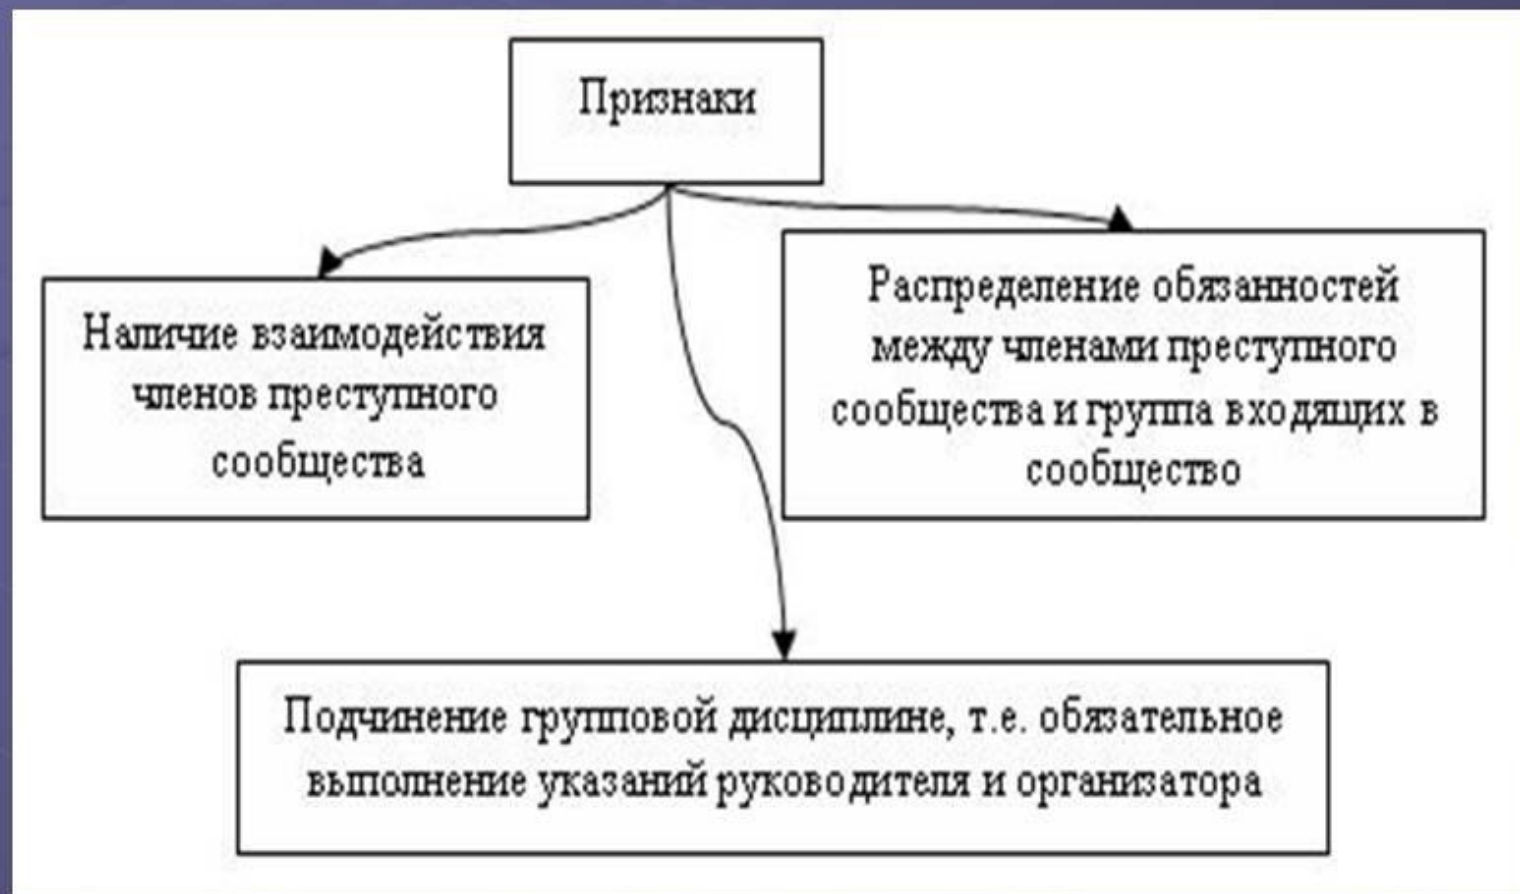 Признаки
Наличие взаимодействия
членов преступного
сообщества
Распределение обязанностей
между членами преступного
сообщества и группа входящих в
сообщество
Подчинение групповой дисциплине, т.е. обязательное
выполнение указаний руководителя и организатора